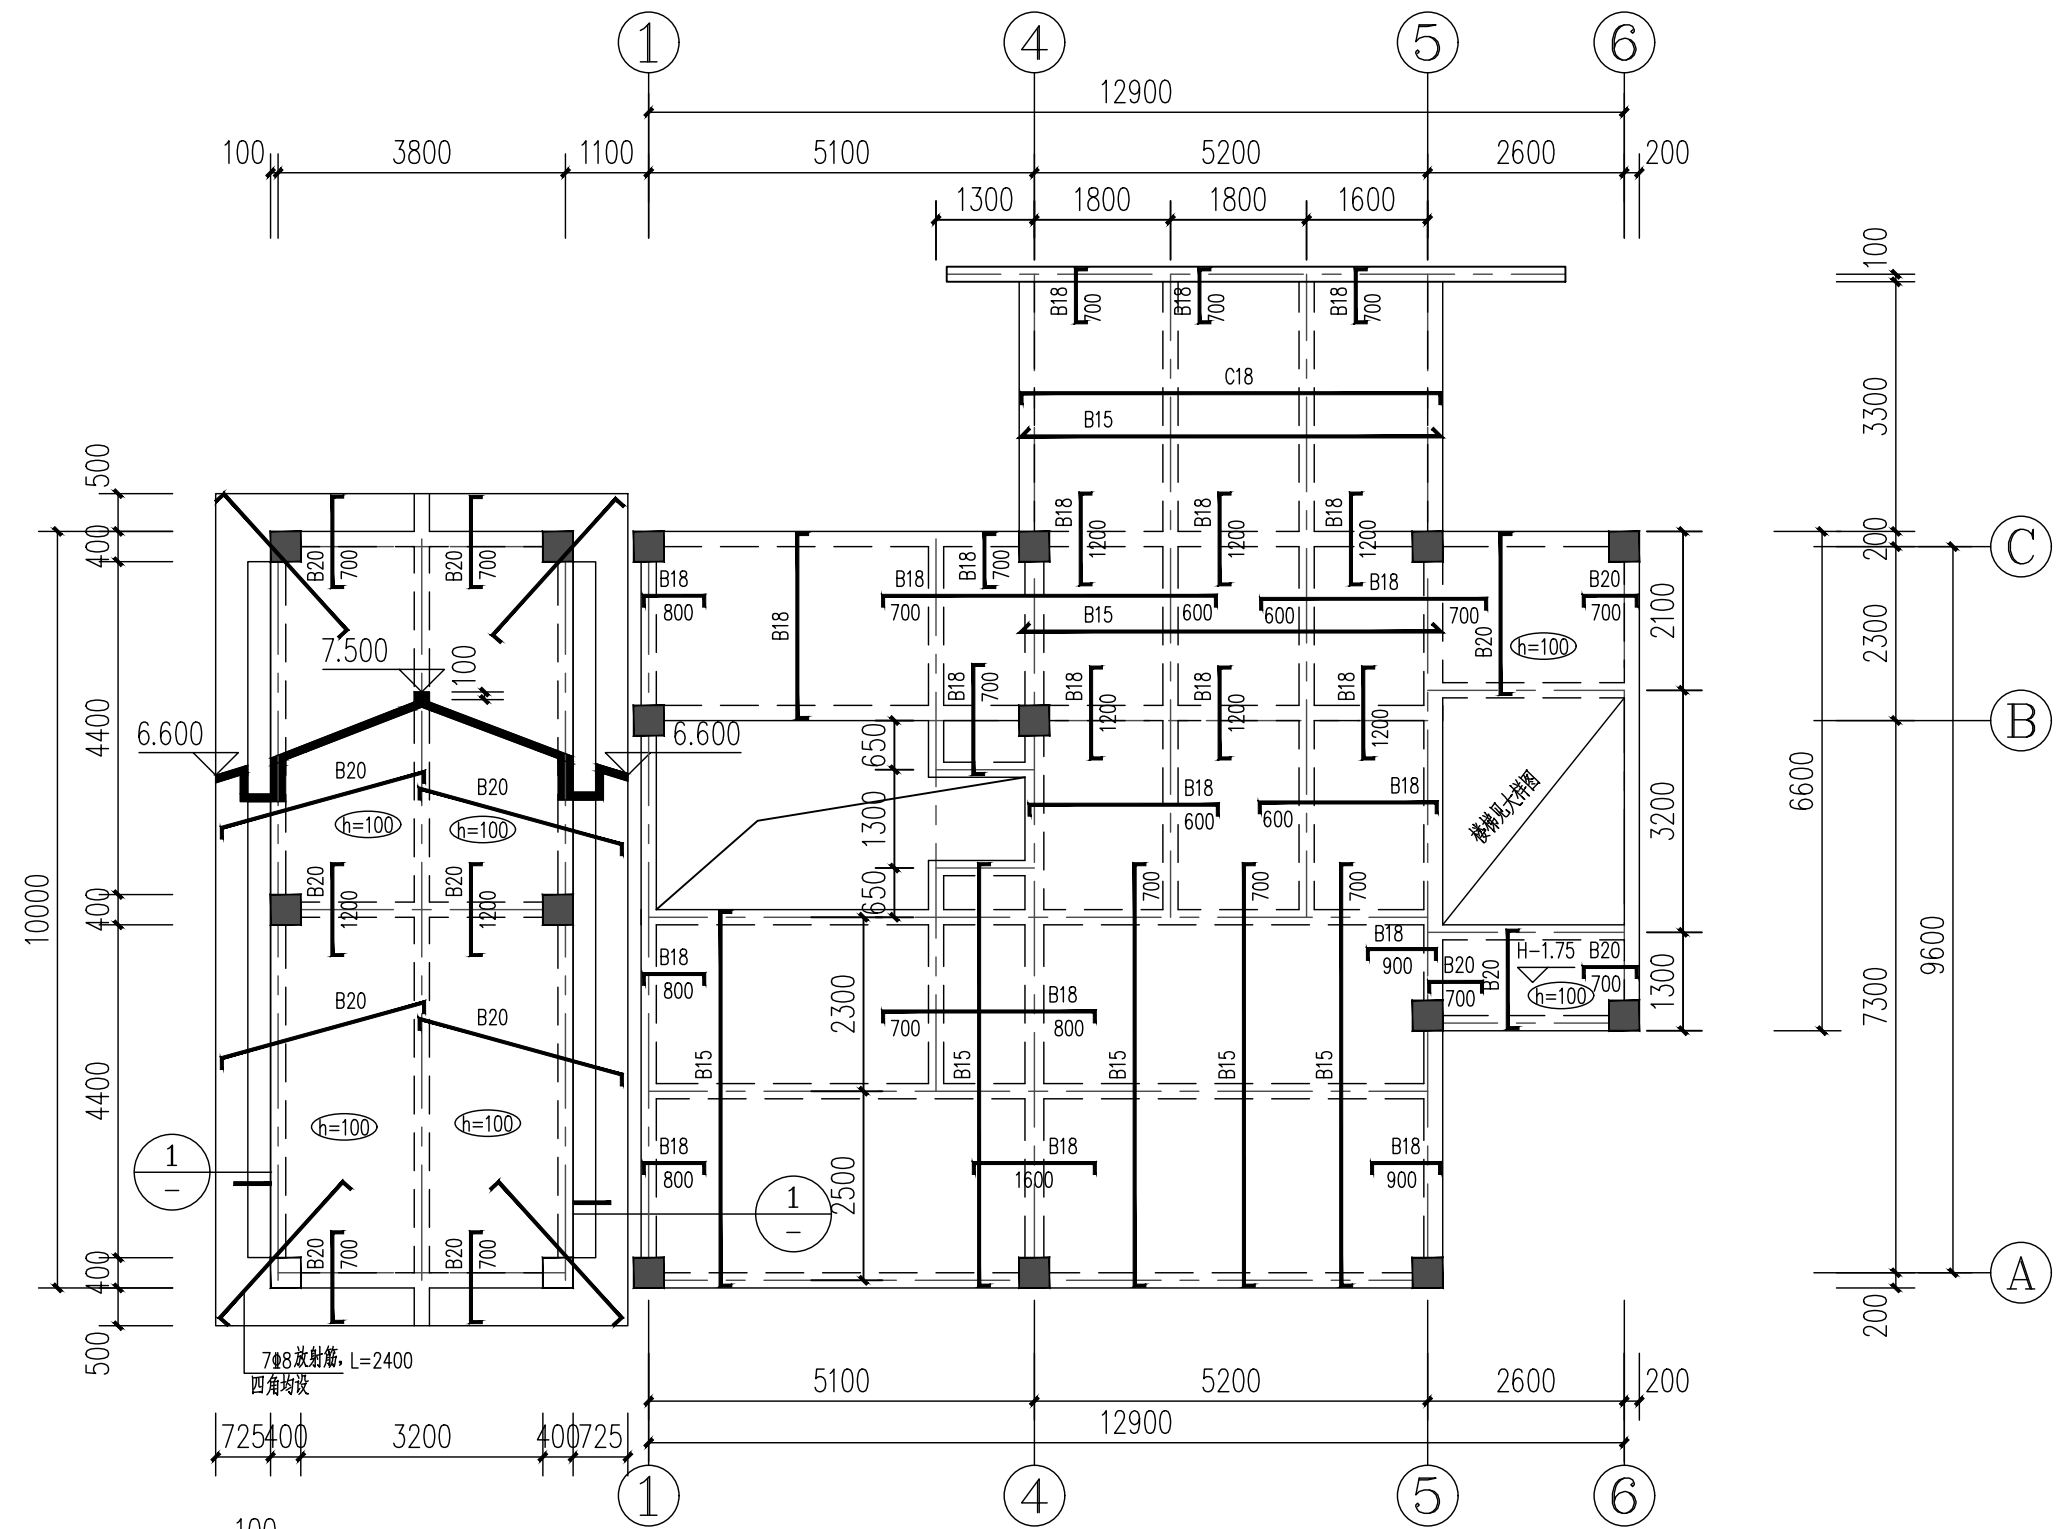 1 4 5 6
12900
100 3800 1100 5100 5200 2600 200
1300 1800 1800 1600
100
B18 700 B18 700 B18 700
C18
3300
B15
500
B18 1200 B18 1200 B18 1200
400 200
C
B20 700 B20 700
B18 700
B18 800
B18 700 600
B18 600 700
B20 700
B18
B15
B20
h=100
2100
2300
7.500 100
B18 700 B18 1200 B18 1200 B18 1200
4400
6.600 6.600
650
B
6600
B20 B20
h=100 h=100
1300
B18 600
B18 600
楼梯见大样图
3200
B20 1200 B20 1200
650
700 700 700
400
10000
B18 900
H-1.75
B20 700
B20
B20 700
h=100
1300
9600
7300
B18 800
B20 B20
2300
B18 700 800
B15 B15 B15 B15 B15
4400
h=100 h=100
1
-
B18 800
B18 1600
B18 900
2500
1
-
B20 700 B20 700
400
A
200
500
放射筋, L=2400
四角均设
5100 5200 2600 200
725 400 3200 400 725
12900
1 4 5 6
100